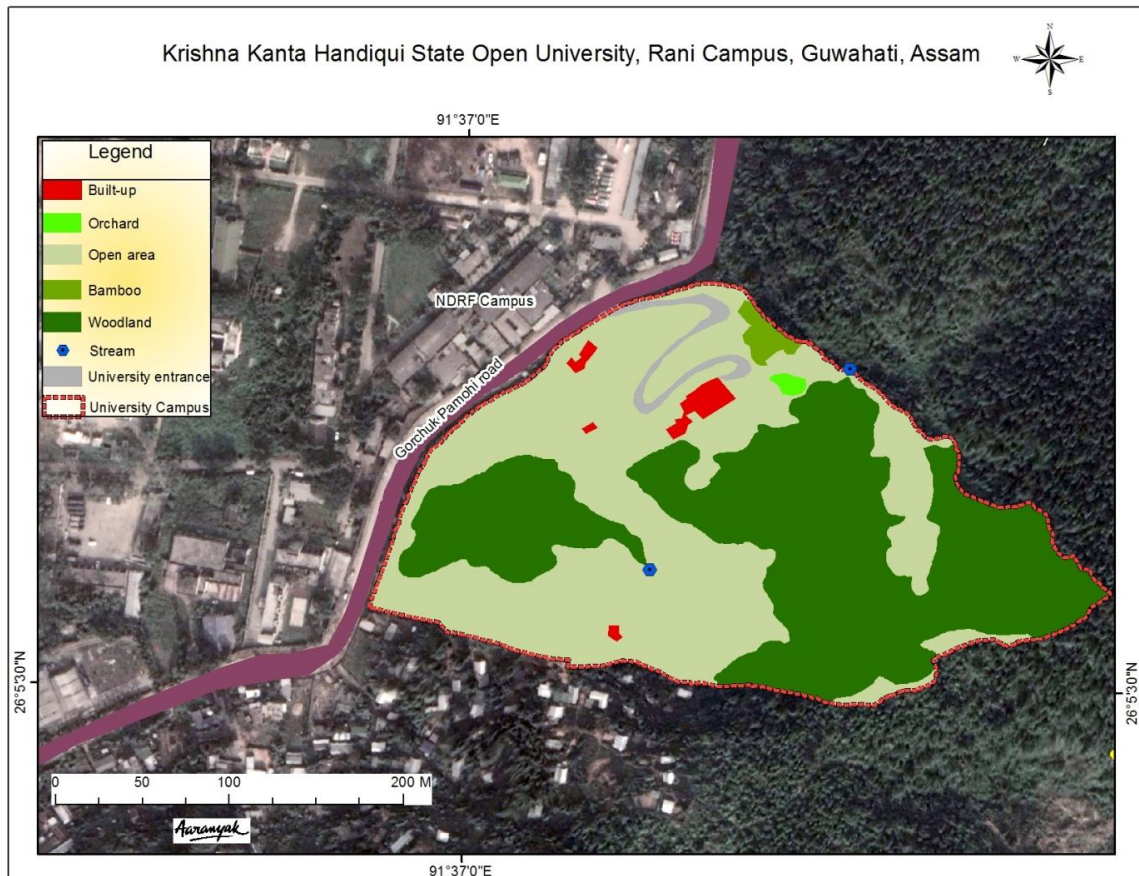 Krishna Kanta Handiqui State Open University, Rani Campus, Guwahati, Assam
N
W E
S
91°37'0"E
Legend
Built-up
Orchard
Open area
Bamboo
Woodland
Stream
University entrance
University Campus
NDRF Campus
Gorchuk Pamohi road
26°5'30"N
26°5'30"N
0 50 100 200 M
Aaranyak
91°37'0"E